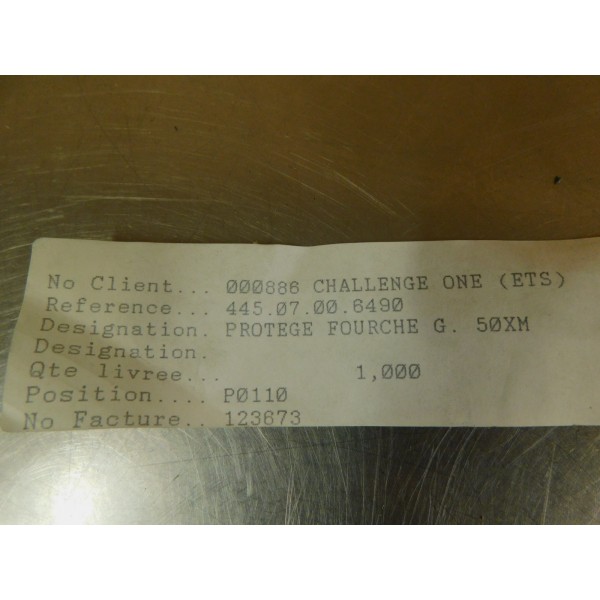 No Client... 000886 CHALLENGE ONE (ETS)
Reference... 445.07.00.6490
Designation. PROTEGE FOURCHE G. 50XM
Designation.
Qte livree... 1,000
Position.... P0110
No Facture.. 123673